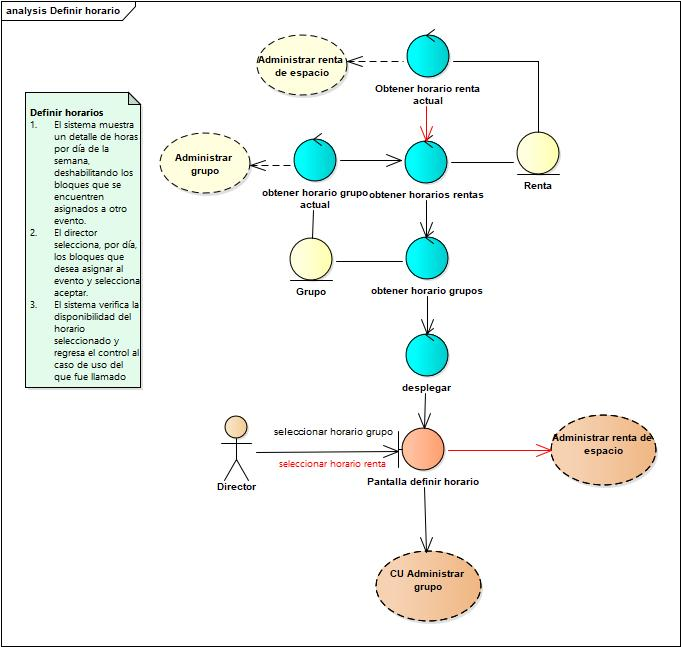 analysis Definir horario
Administrar renta
de espacio
Obtener horario renta
actual
Definir horarios
1. El sistema muestra
un detalle de horas
por día de la
semana,
deshabilitando los
bloques que se
encuentren
asignados a otro
evento.
2. El director
selecciona, por día,
los bloques que
desea asignar al
evento y selecciona
aceptar.
3. El sistema verifica la
disponibilidad del
horario
seleccionado y
regresa el control al
caso de uso del
que fue llamado
Administrar
grupo
obtener horario grupo
actual
obtener horarios rentas
Renta
Grupo
obtener horario grupos
desplegar
seleccionar horario grupo
seleccionar horario renta
Director
Pantalla definir horario
Administrar renta de
espacio
CU Administrar
grupo